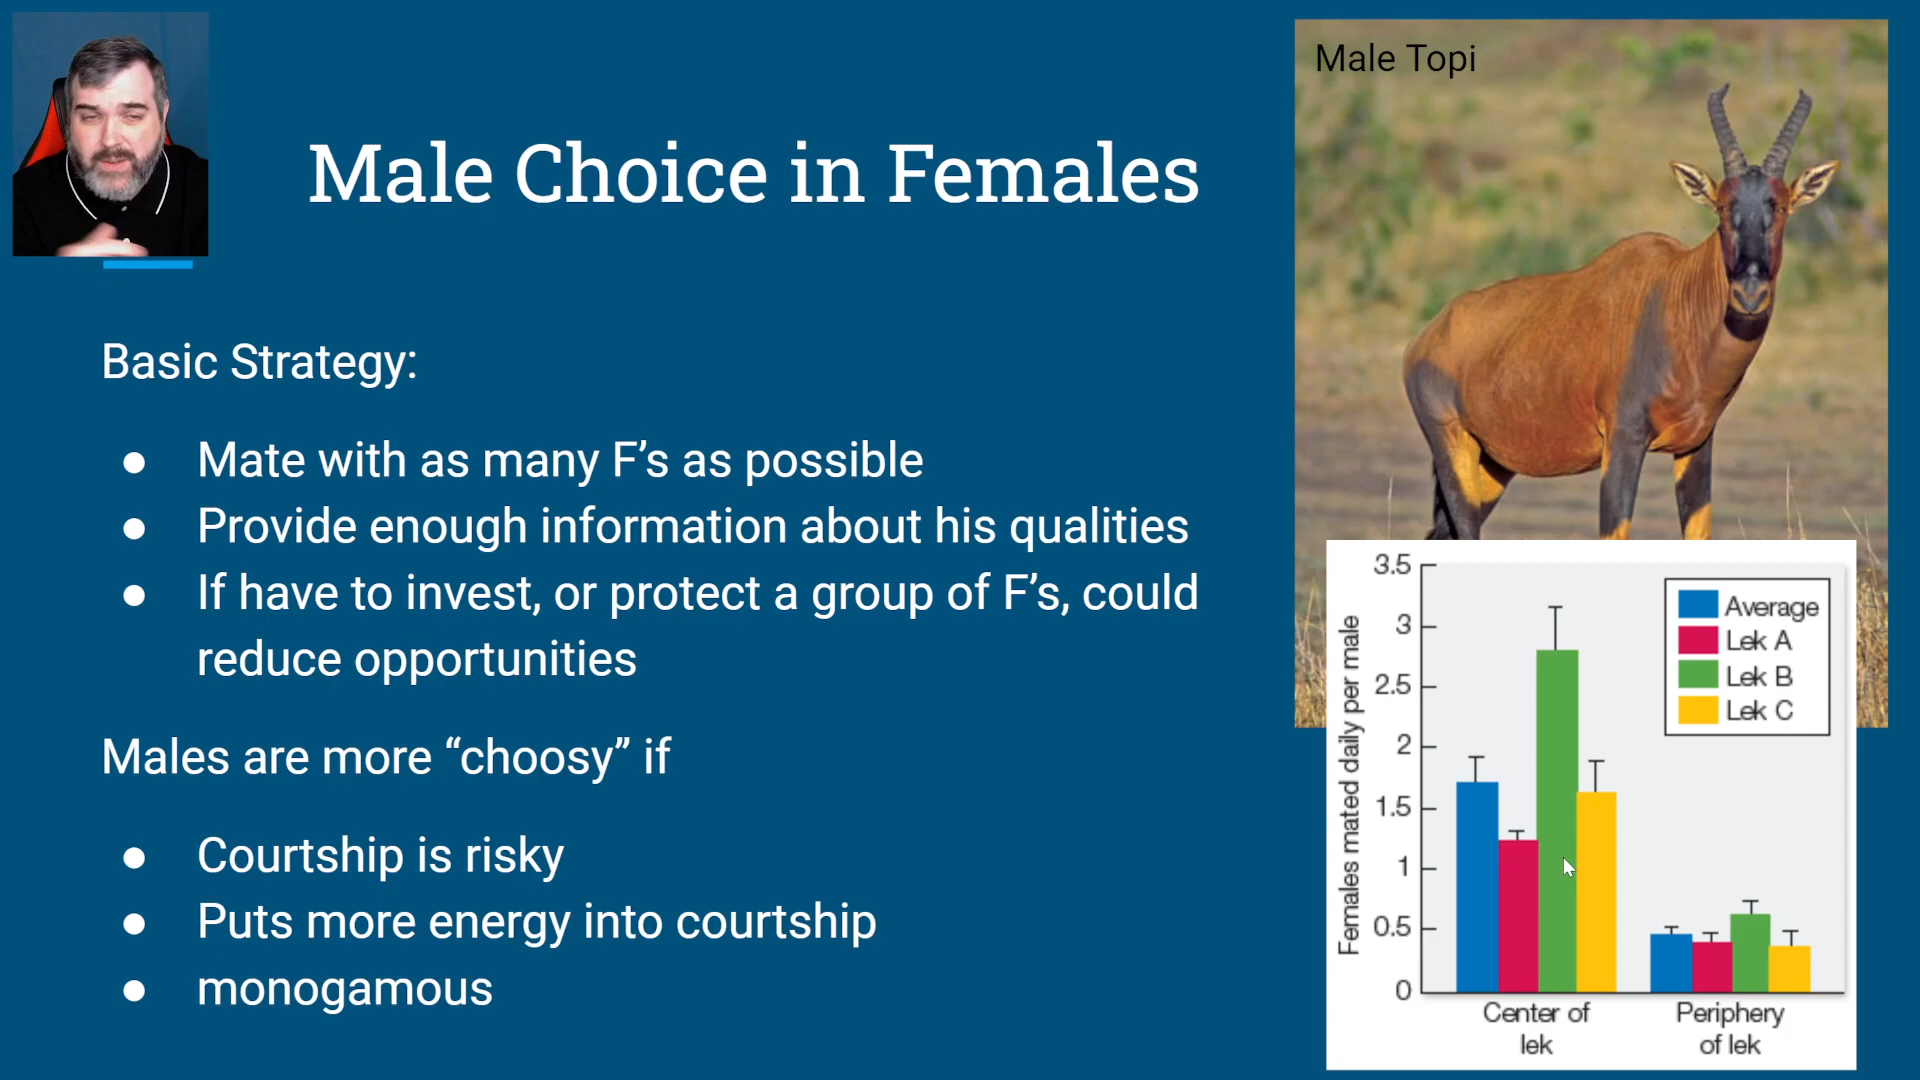 Male Topi
Male Choice in Females
Basic Strategy:
● Mate with as many F’s as possible
● Provide enough information about his qualities
● If have to invest, or protect a group of F’s, could
reduce opportunities
Males are more “choosy” if
● Courtship is risky
● Puts more energy into courtship
● monogamous
Females mated daily per male
3.5
3
2.5
2
1.5
1
0.5
0
Average
Lek A
Lek B
Lek C
Center of
lek
Periphery
of lek